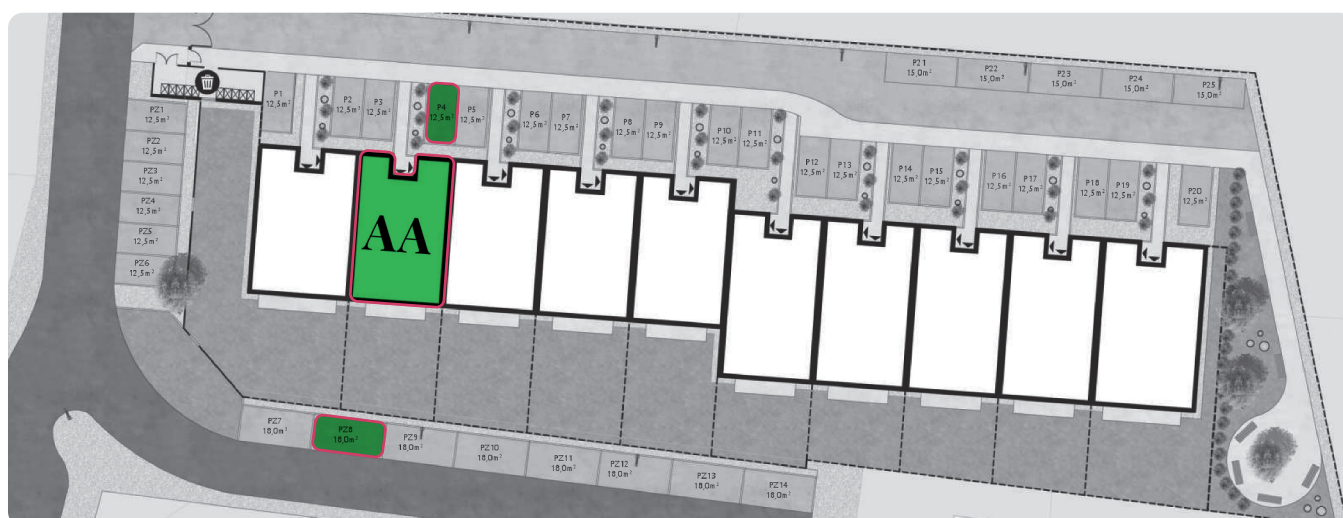 P21
15,0m²
P22
15,0m²
P23
15,0m²
P24
15,0m²
P25
15,0m²
P1
12,5m²
P2
12,5m²
P3
12,5m²
P4
12,5m²
P5
12,5m²
P6
12,5m²
P7
12,5m²
P8
12,5m²
P9
12,5m²
P10
12,5m²
P11
12,5m²
P12
12,5m²
P13
12,5m²
P14
12,5m²
P15
12,5m²
P16
12,5m²
P17
12,5m²
P18
12,5m²
P19
12,5m²
P20
12,5m²
PZ1
12,5m²
PZ2
12,5m²
PZ3
12,5m²
PZ4
12,5m²
PZ5
12,5m²
PZ6
12,5m²
AA
PZ7
18,0m²
PZ8
18,0m²
PZ9
18,0m²
PZ10
18,0m²
PZ11
18,0m²
PZ12
18,0m²
PZ13
18,0m²
PZ14
18,0m²